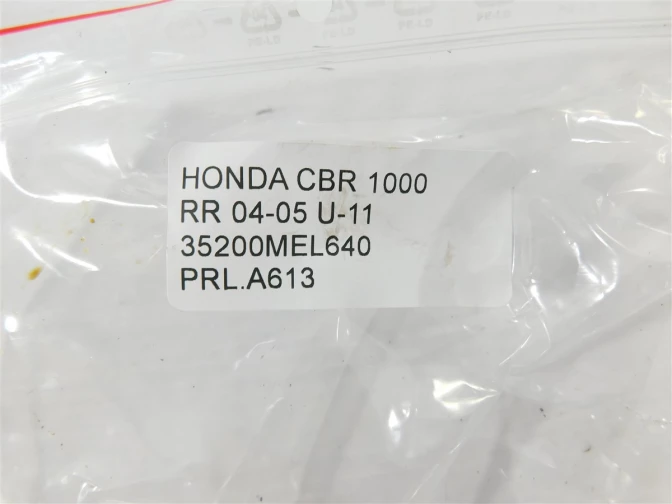 HONDA CBR 1000
RR 04-05 U-11
35200MEL640
PRL.A613